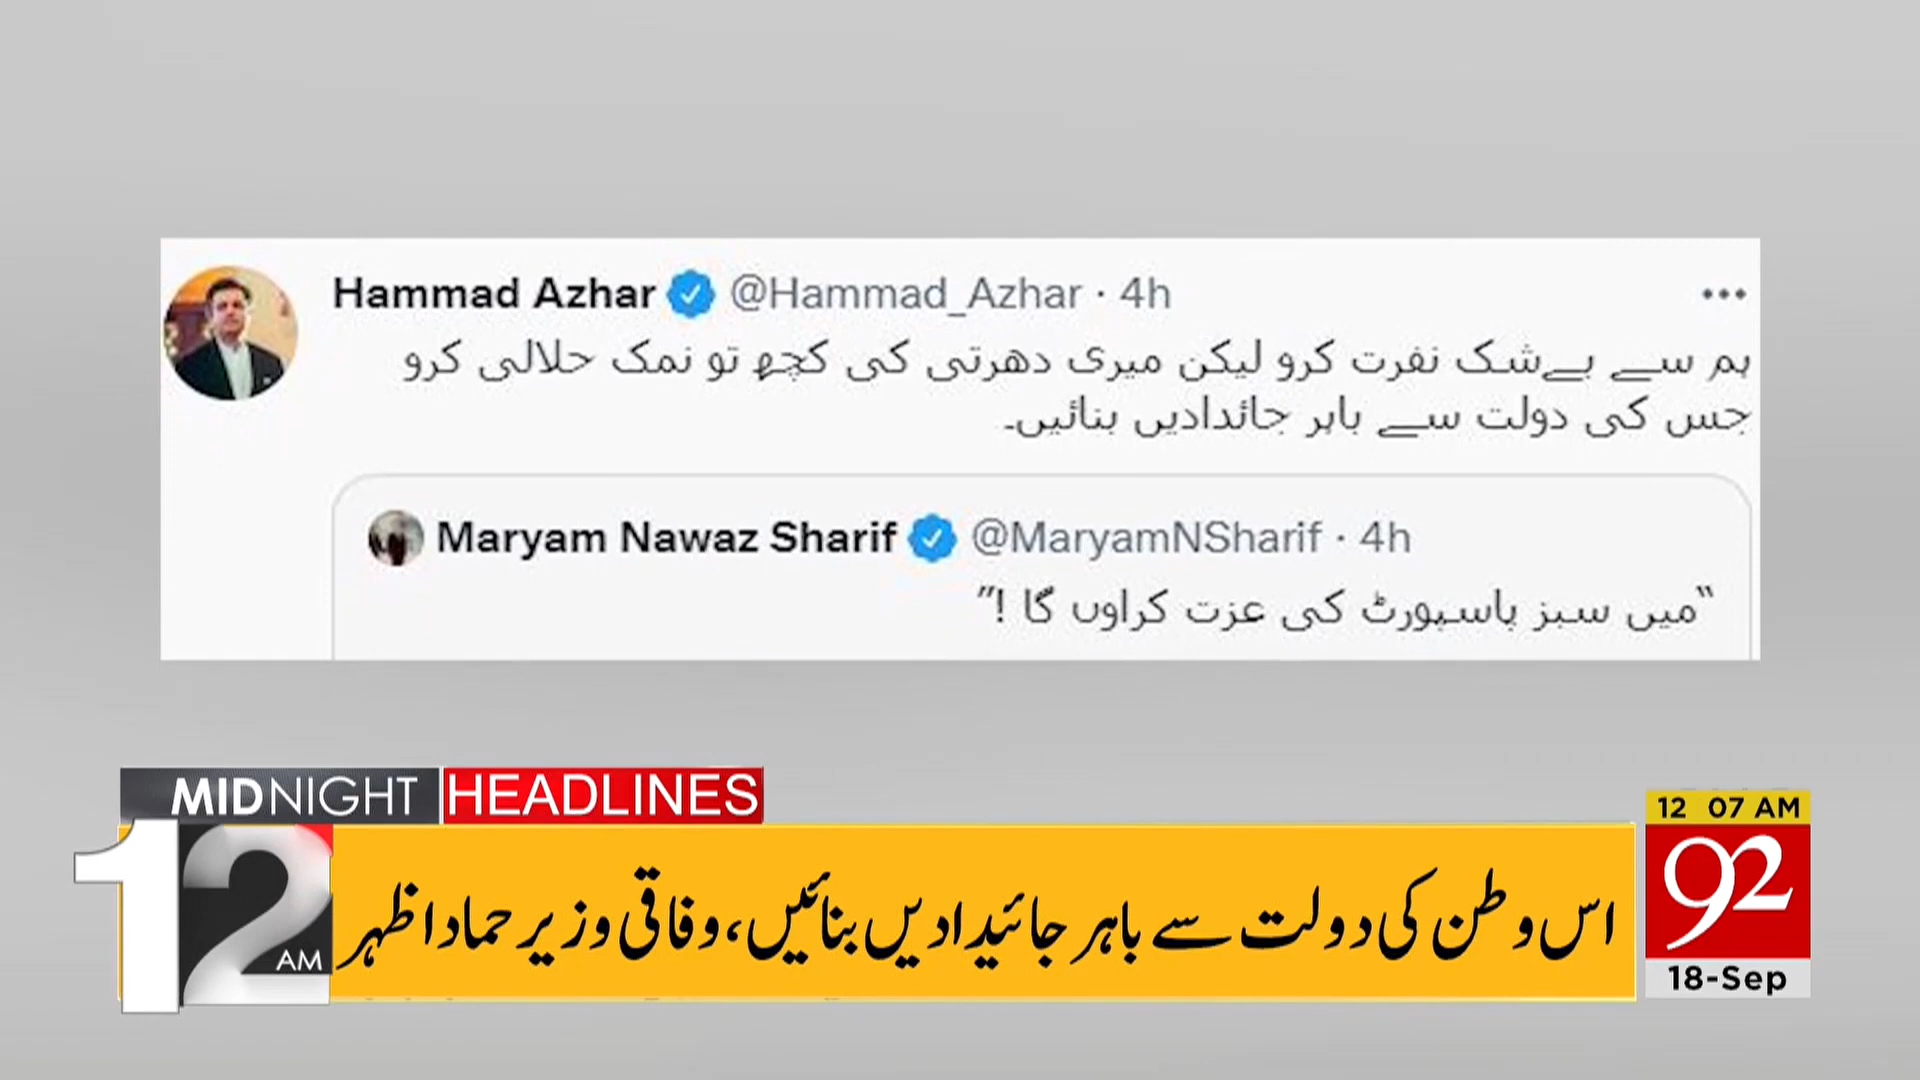 Hammad Azhar @Hammad_Azhar · 4h
ہم سے بےشک نفرت کرو لیکن میری دھرتی کی کچھ تو نمک حلالی کرو
جس کی دولت سے باہر جائدادیں بنائیں۔
Maryam Nawaz Sharif @MaryamNSharif · 4h
"میں سبز پاسپورٹ کی عزت کراوں گا !"
MIDNIGHT HEADLINES
12 AM
اس وطن کی دولت سے باہر جائیدادیں بنائیں، وفاقی وزیر حماد اظہر
12 07 AM
92
18-Sep